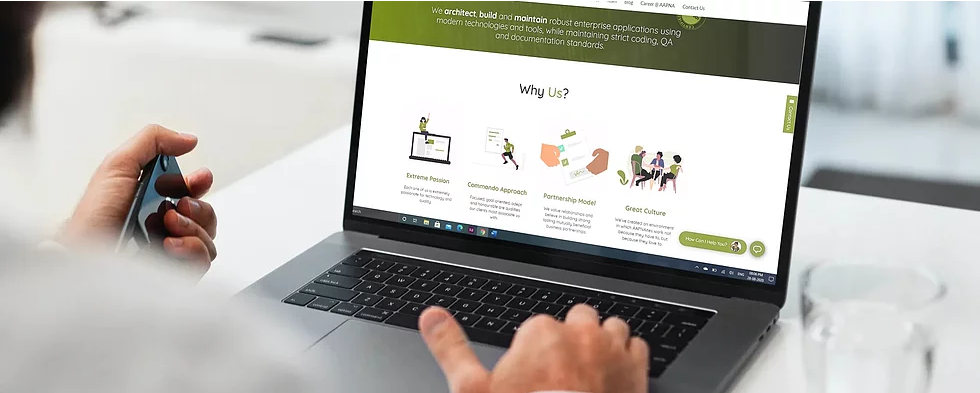 Blog Career @ AAPNA Contact Us
We architect, build and maintain robust enterprise applications using
modern technologies and tools, while maintaining strict coding, QA
and documentation standards.
Contact Us
Why Us?
Extreme Passion
Each one of us is extremely
passionate for technology and
quality.
Commando Approach
Focused, goal oriented, adept
and honourable are qualities
our clients most associate us
with.
Partnership Model
We value relationships and
believe in building strong
lasting mutually beneficial
business partnerships.
Great Culture
We've created an environment
in which AAPNAites work not
because they have to, but
because they love to.
How Can I Help You?
ENG